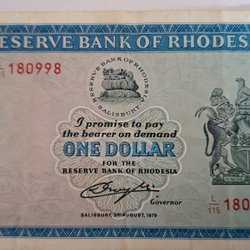 RESERVE BANK OF RHODES
L/115 180998
RESERVE BANK OF RHODESIA
SALISBURY
I promise to pay
the bearer on demand
ONE DOLLAR
FOR THE
RESERVE BANK OF RHODESIA
Governor
L/115 180
SALISBURY, 2ND AUGUST, 1979